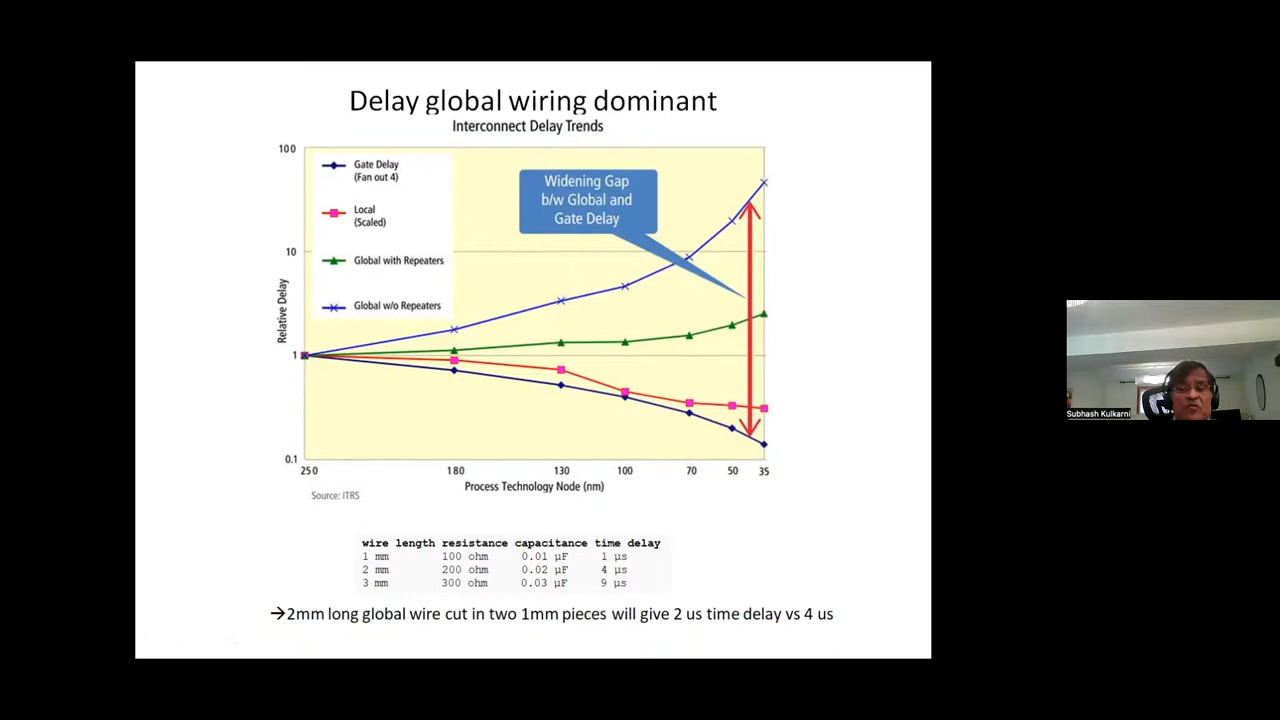 Delay global wiring dominant
Interconnect Delay Trends
100
10
1
0.1
Relative Delay
Gate Delay
(Fan out 4)
Local
(Scaled)
Global with Repeaters
Global w/o Repeaters
Widening Gap
b/w Global and
Gate Delay
250 180 130 100 70 50 35
Process Technology Node (nm)
Source: ITRS
wire length resistance capacitance time delay
1 mm 100 ohm 0.01 µF 1 µs
2 mm 200 ohm 0.02 µF 4 µs
3 mm 300 ohm 0.03 µF 9 µs
→2mm long global wire cut in two 1mm pieces will give 2 us time delay vs 4 us
Subhash Kulkarni